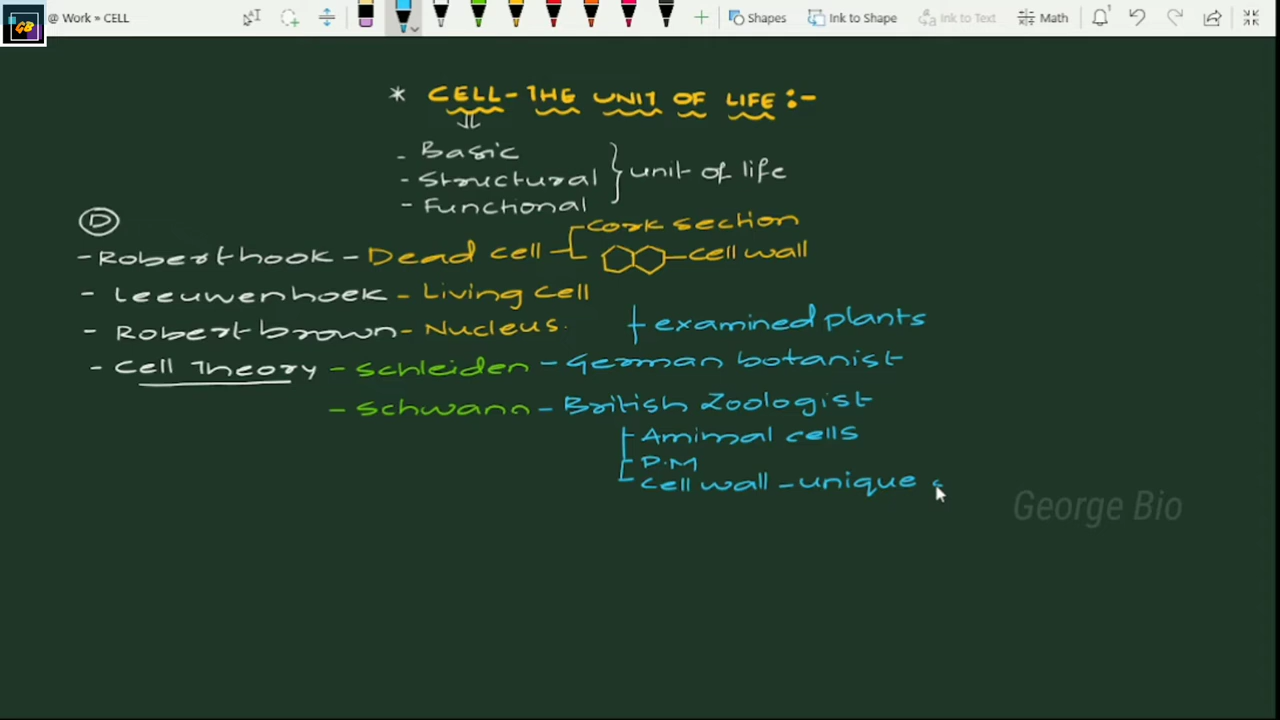 GB @ Work » CELL Shapes Ink to Shape Ink to Text Math
* CELL - THE UNIT OF LIFE :-
- Basic
- Structural } unit of life
- Functional
D
Cork section
- Robert hook - Dead cell cell wall
- Leeuwenhoek - Living Cell
- Robert brown - Nucleus.
examined plants
- Cell Theory - Schleiden - German botanist
- Schwann - British Zoologist
Amimal cells
P.M
Cell wall - unique
George Bio